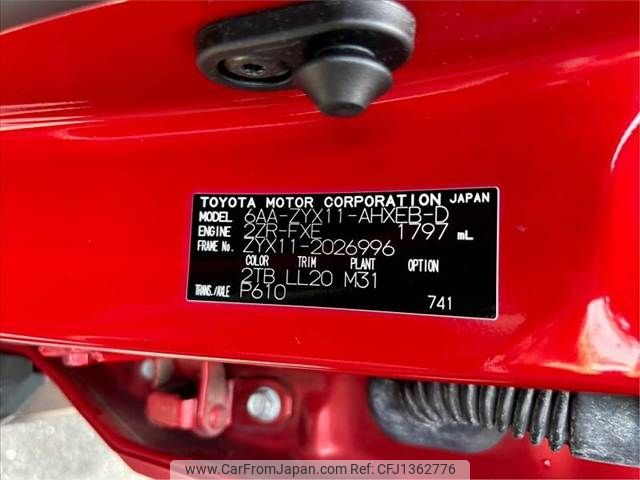 TOYOTA MOTOR CORPORATION JAPAN
MODEL 6AA-ZYX11-AHXEB-D
ENGINE 2ZR-FXE 1797 mL
FRAME No. ZYX11-2026996
COLOR TRIM PLANT OPTION
2TB LL20 M31
TRANS./AXLE P610
741
www.CarFromJapan.com - CFJ1362776